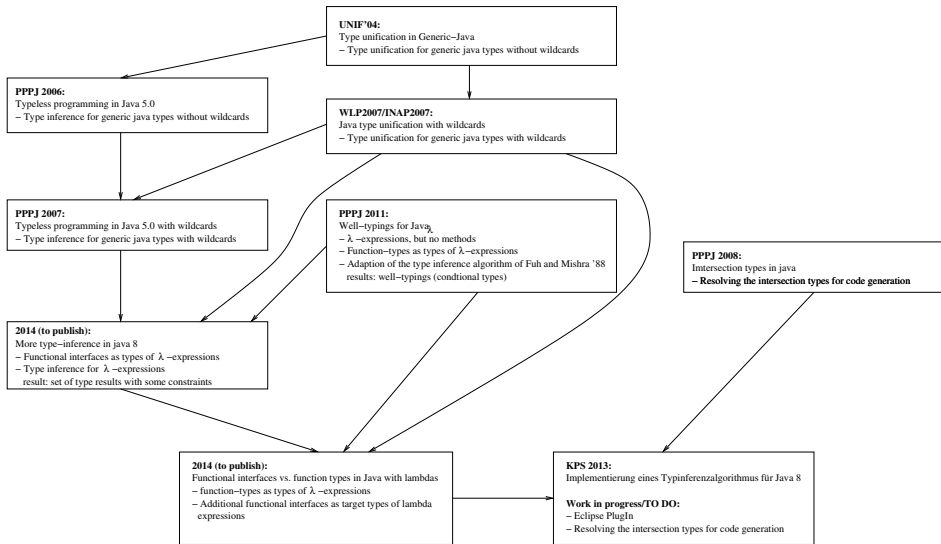 UNIF'04:
Type unification in Generic−Java
− Type unification for generic java types without wildcards
PPPJ 2006:
Typeless programming in Java 5.0
− Type inference for generic java types without wildcards
WLP2007/INAP2007:
Java type unification with wildcards
− Type unification for generic java types with wildcards
PPPJ 2007:
Typeless programming in Java 5.0 with wildcards
− Type inference for generic java types with wildcards
PPPJ 2011:
Well−typings for Javaλ
− λ −expressions, but no methods
− Function−types as types of λ −expressions
− Adaption of the type inference algorithm of Fuh and Mishra '88
results: well−typings (condtional types)
PPPJ 2008:
Imtersection types in java
− Resolving the intersection types for code generation
2014 (to publish):
More type−inference in java 8
− Functional interfaces as types of λ −expressions
− Type inference for λ −expressions
result: set of type results with some constraints
2014 (to publish):
Functional interfaces vs. function types in Java with lambdas
− function−types as types of λ −expressions
− Additional functional interfaces as target types of lambda
expressions
KPS 2013:
Implementierung eines Typinferenzalgorithmus für Java 8
Work in progress/TO DO:
− Eclipse PlugIn
− Resolving the intersection types for code generation